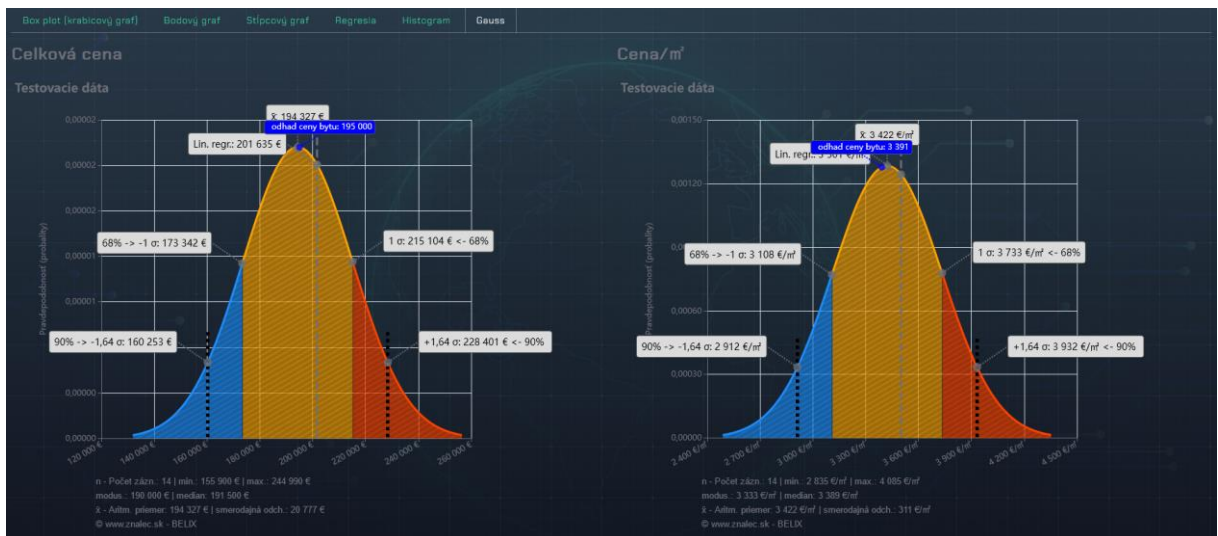 Box plot (krabicový graf) Bodový graf Stĺpcový graf Regresia Histogram Gauss
Celková cena
Testovacie dáta
x̄: 194 327 €
odhad ceny bytu: 195 000
Lin. regr.: 201 635 €
68% -> -1 σ: 173 342 €
1 σ: 215 104 € <- 68%
90% -> -1,64 σ: 160 253 €
+1,64 σ: 228 401 € <- 90%
Pravdepodobnosť (probality)
0,00002
0,00002
0,00002
0,00001
0,00001
0,00000
0,00000
0,00000
120 000 € 140 000 € 160 000 € 180 000 € 200 000 € 220 000 € 240 000 € 260 000 €
n - Počet zázn.: 14 | min.: 155 900 € | max.: 244 990 €
modus.: 190 000 € | median: 191 500 €
x̄ - Aritm. priemer: 194 327 € | smerodajná odch.: 20 777 €
© www.znalec.sk - BELIX
Cena/㎡
Testovacie dáta
x̄: 3 422 €/㎡
odhad ceny bytu: 3 391
Lin. regr.:
68% -> -1 σ: 3 108 €/㎡
1 σ: 3 733 €/㎡ <- 68%
90% -> -1,64 σ: 2 912 €/㎡
+1,64 σ: 3 932 €/㎡ <- 90%
Pravdepodobnosť (probality)
0,00150
0,00120
0,00060
0,00030
0,00000
2 400 €/㎡ 2 700 €/㎡ 3 000 €/㎡ 3 300 €/㎡ 3 600 €/㎡ 3 900 €/㎡ 4 200 €/㎡ 4 500 €/㎡
n - Počet zázn.: 14 | min.: 2 835 €/㎡ | max.: 4 085 €/㎡
modus.: 3 333 €/㎡ | median: 3 389 €/㎡
x̄ - Aritm. priemer: 3 422 €/㎡ | smerodajná odch.: 311 €/㎡
© www.znalec.sk - BELIX